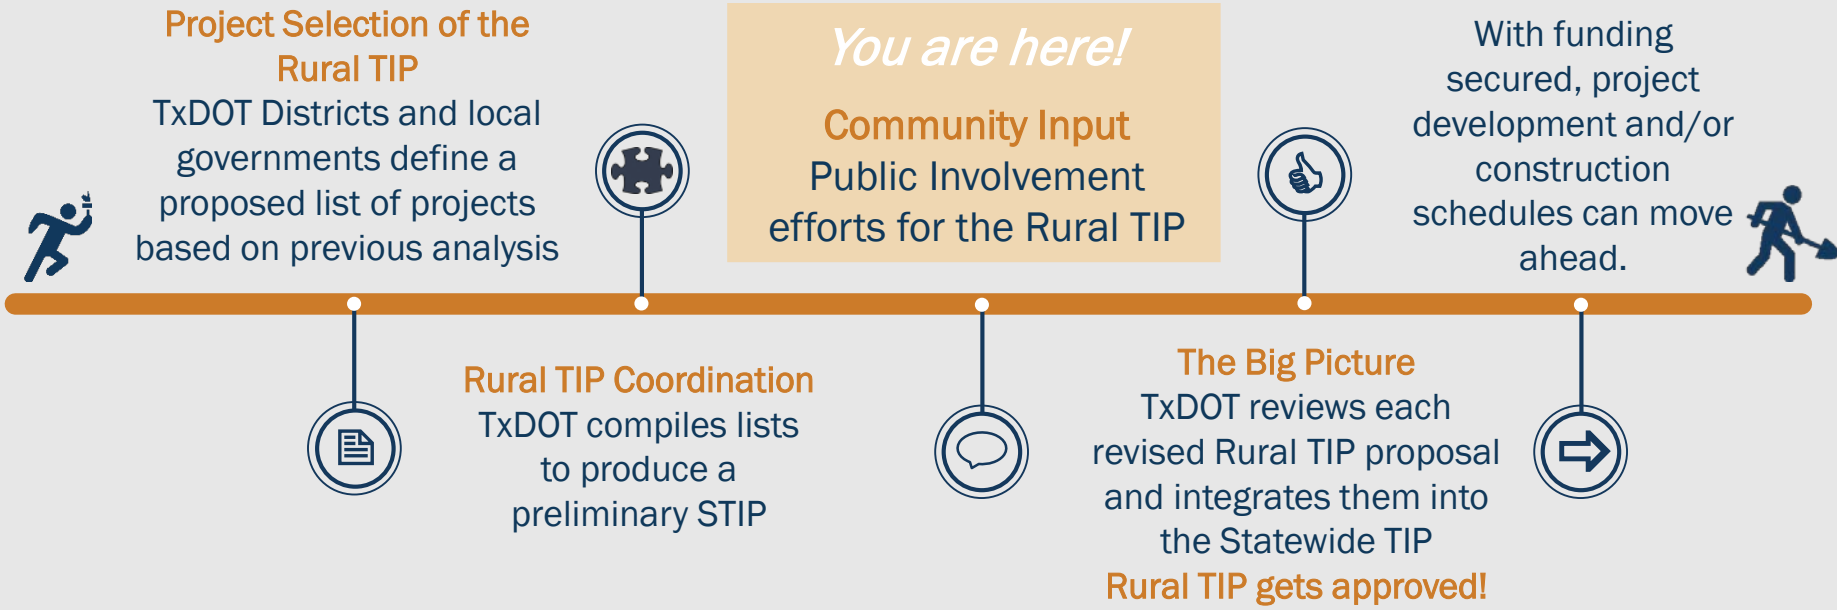 Project Selection of the
Rural TIP
TxDOT Districts and local
governments define a
proposed list of projects
based on previous analysis
Rural TIP Coordination
TxDOT compiles lists
to produce a
preliminary STIP
You are here!
Community Input
Public Involvement
efforts for the Rural TIP
The Big Picture
TxDOT reviews each
revised Rural TIP proposal
and integrates them into
the Statewide TIP
Rural TIP gets approved!
With funding
secured, project
development and/or
construction
schedules can move
ahead.